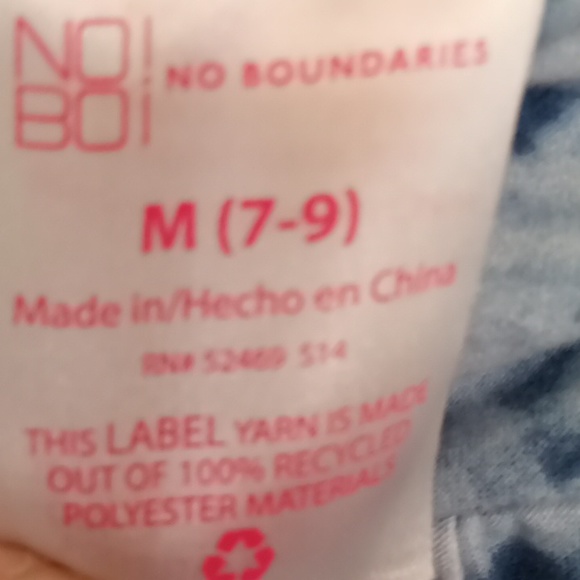 NO
BO
NO BOUNDARIES
M (7-9)
Made in/Hecho en China
RN# 52469 S14
THIS LABEL YARN IS MADE
OUT OF 100% RECYCLED
POLYESTER MATERIALS